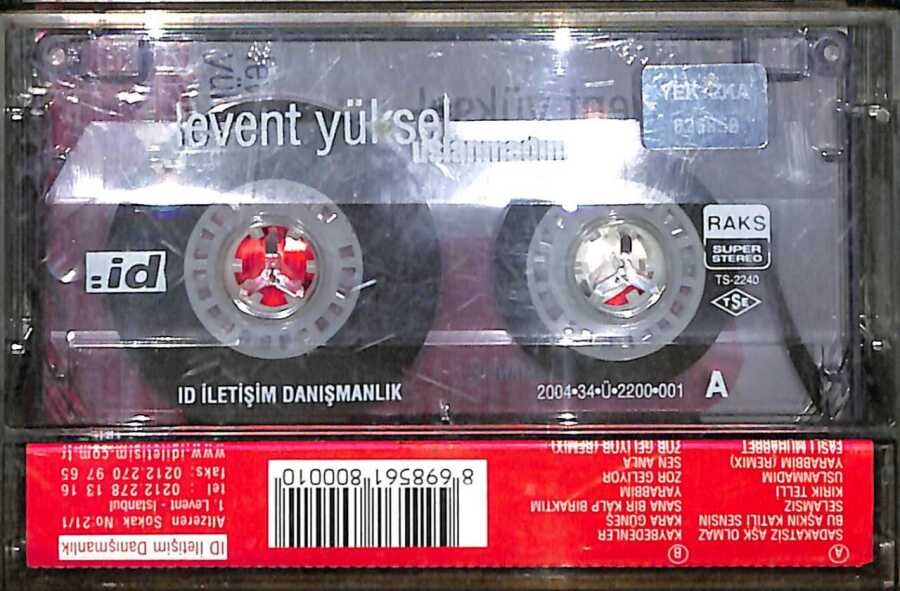 levent yüksel
uslanmadım
YEK-ZKA
:id
RAKS
SUPER
STEREO
TS-2240
TSE
ID İLETİŞİM DANIŞMANLIK
2004•34•Ü•2200•001
A
A
SADAKATSİZ AŞK OLMAZ
BU AŞKIN KATİLİ SENSİN
SELAMSIZ
KIRIK TELLİ
USLANMADIM
YARABBİM (REMIX)
FASL-I MUHABBET
B
KAYBEDENLER
KARA GÜNEŞ
SANA BİR KALP BIRAKTIM
YARABBİM
ZOR GELİYOR
SEN ANLA
ZOR GELİYOR (REMIX)
8 698561 800010
ID İletişim Danışmanlık
Alizeren Sokak No:21/1
1. Levent - İstanbul
tel : 0212.278 13 16
faks: 0212.270 97 65
www.idiletisim.com.tr